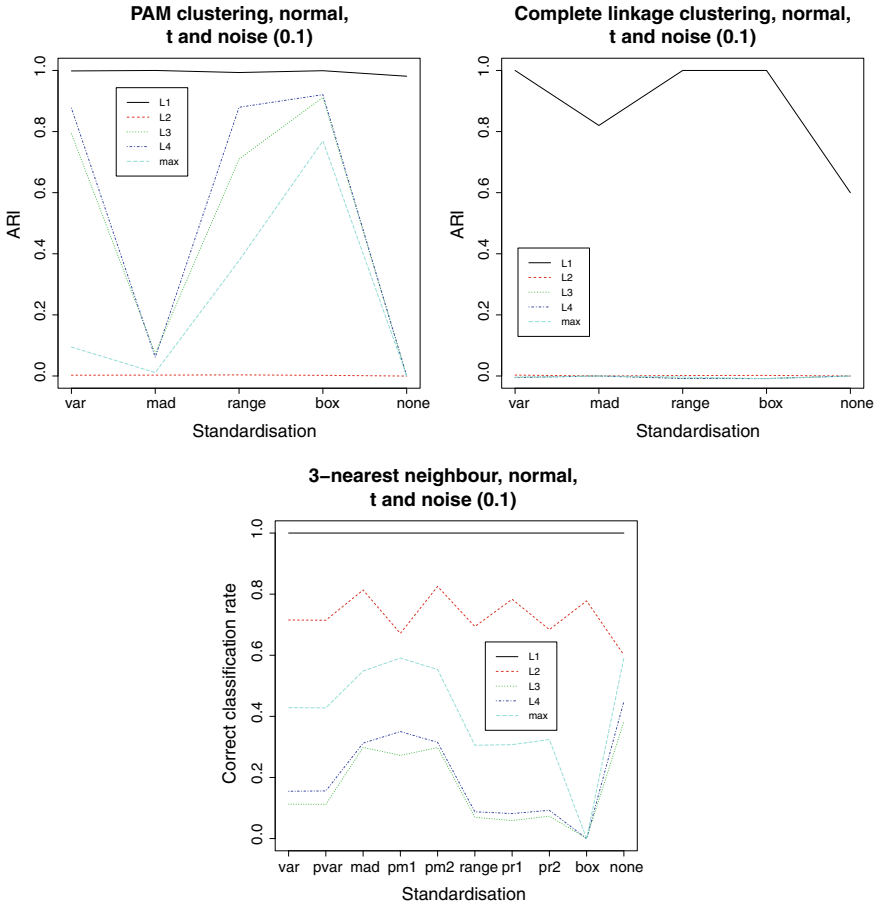 PAM clustering, normal,
t and noise (0.1)
ARI
0.0 0.2 0.4 0.6 0.8 1.0
L1
L2
L3
L4
max
var mad range box none
Standardisation
Complete linkage clustering, normal,
t and noise (0.1)
ARI
0.0 0.2 0.4 0.6 0.8 1.0
L1
L2
L3
L4
max
var mad range box none
Standardisation
3−nearest neighbour, normal,
t and noise (0.1)
Correct classification rate
0.0 0.2 0.4 0.6 0.8 1.0
L1
L2
L3
L4
max
var pvar mad pm1 pm2 range pr1 pr2 box none
Standardisation